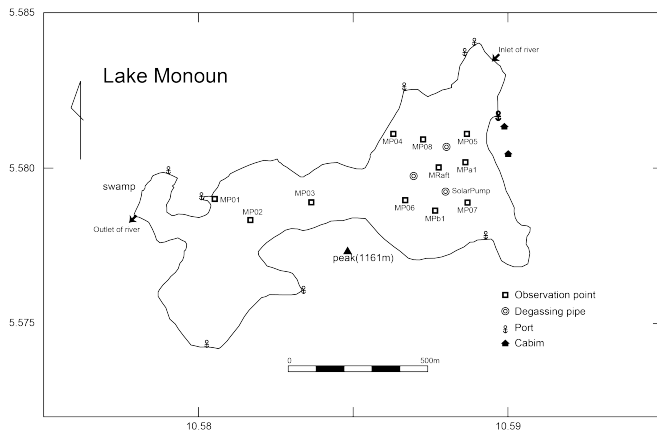 5.585
Inlet of river
Lake Monoun
MP04
MP08
MP05
5.580
MRaft
MPa1
swamp
MP01
MP03
SolarPump
MP02
MP06
MPb1
MP07
Outlet of river
peak(1161m)
Observation point
Degassing pipe
5.575
Port
Cabim
0
500m
10.58
10.59